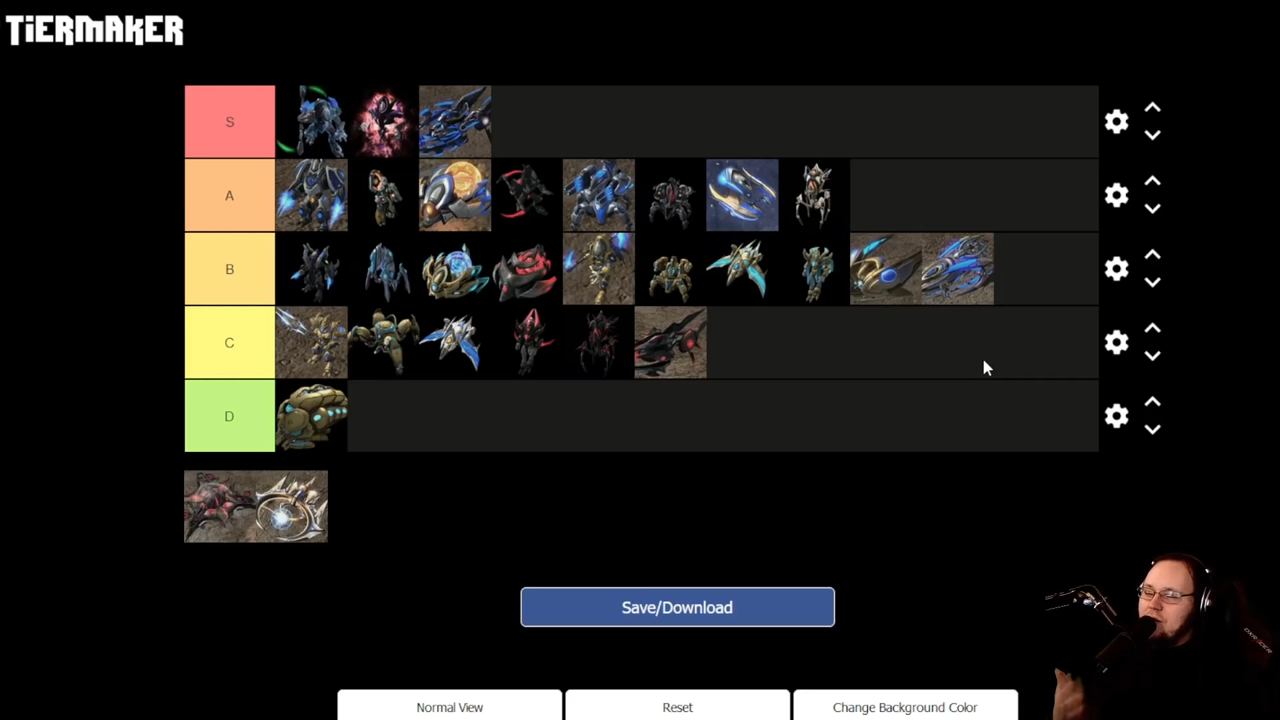 TiERMAKER
S
A
B
C
D
Save/Download
Normal View
Reset
Change Background Color